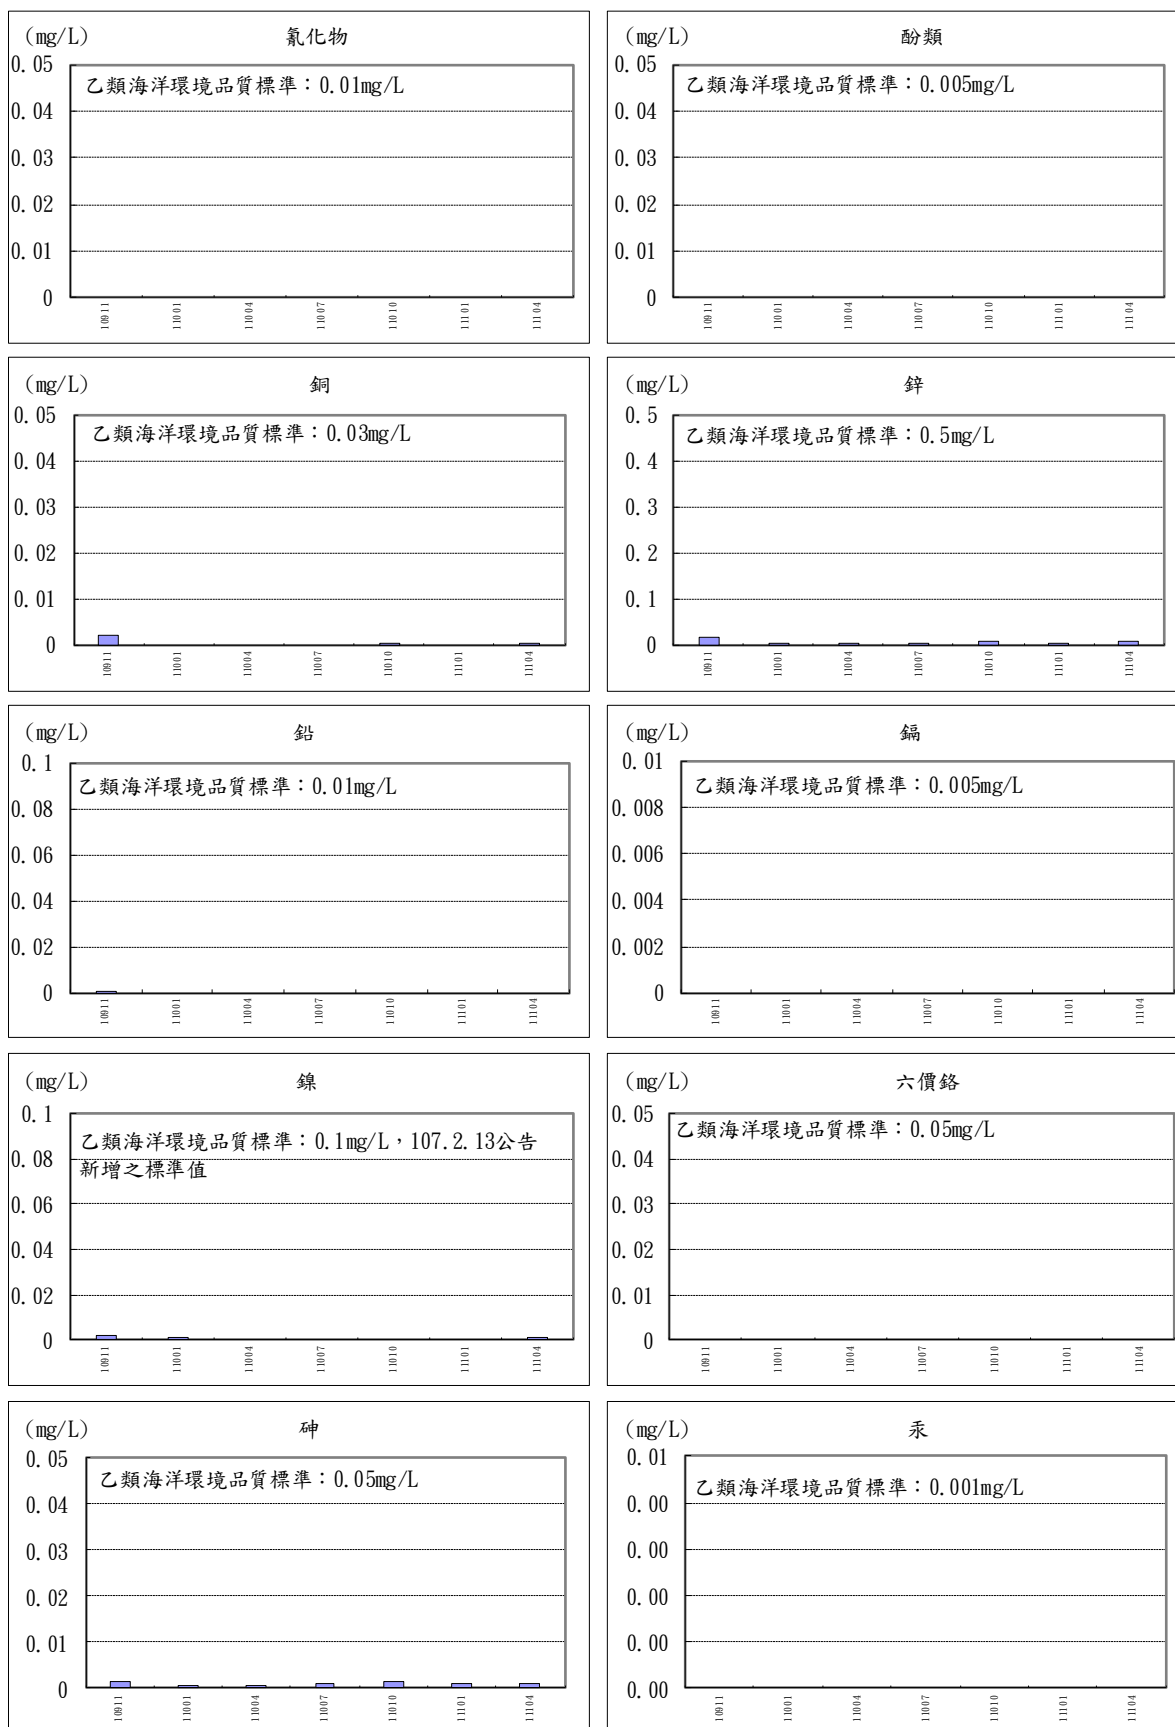 (mg/L) 氰化物
乙類海洋環境品質標準：0.01mg/L
0.05
0.04
0.03
0.02
0.01
0
10911 11001 11004 11007 11010 11101 11104
(mg/L) 酚類
乙類海洋環境品質標準：0.005mg/L
0.05
0.04
0.03
0.02
0.01
0
10911 11001 11004 11007 11010 11101 11104
(mg/L) 銅
乙類海洋環境品質標準：0.03mg/L
0.05
0.04
0.03
0.02
0.01
0
10911 11001 11004 11007 11010 11101 11104
(mg/L) 鋅
乙類海洋環境品質標準：0.5mg/L
0.5
0.4
0.3
0.2
0.1
0
10911 11001 11004 11007 11010 11101 11104
(mg/L) 鉛
乙類海洋環境品質標準：0.01mg/L
0.1
0.08
0.06
0.04
0.02
0
10911 11001 11004 11007 11010 11101 11104
(mg/L) 鎘
乙類海洋環境品質標準：0.005mg/L
0.01
0.008
0.006
0.004
0.002
0
10911 11001 11004 11007 11010 11101 11104
(mg/L) 鎳
乙類海洋環境品質標準：0.1mg/L，107.2.13公告
新增之標準值
0.1
0.08
0.06
0.04
0.02
0
10911 11001 11004 11007 11010 11101 11104
(mg/L) 六價鉻
乙類海洋環境品質標準：0.05mg/L
0.05
0.04
0.03
0.02
0.01
0
10911 11001 11004 11007 11010 11101 11104
(mg/L) 砷
乙類海洋環境品質標準：0.05mg/L
0.05
0.04
0.03
0.02
0.01
0
10911 11001 11004 11007 11010 11101 11104
(mg/L) 汞
乙類海洋環境品質標準：0.001mg/L
0.01
0.00
0.00
0.00
0.00
0.00
10911 11001 11004 11007 11010 11101 11104